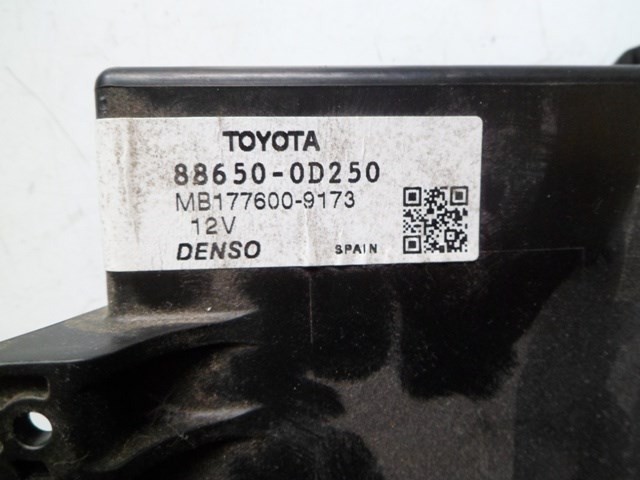 TOYOTA
88650-0D250
MB177600-9173
12V
DENSO SPAIN